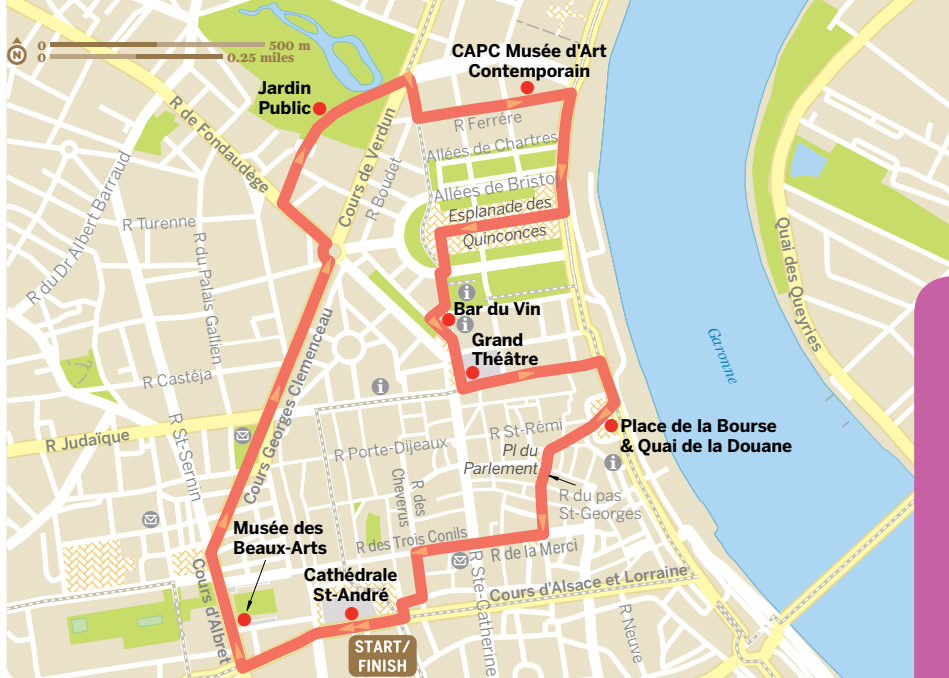 0 500 m
N
0 0.25 miles
CAPC Musée d'Art
Contemporain
Jardin
Public
R de Fondaudège
R Ferrére
Cours de Verdun
Allées de Chartres
R du Dr Albert Barraud
R Boudet
Allées de Bristo
Esplanade des
Quinconces
R Turenne
R du Palais Gallien
Quai des Queyries
Garonne
i
Bar du Vin
i
Grand
Théâtre
Cours Georges Clemenceau
R Castéja
i
R St-Sernin
R Judaïque
R Porte-Dijeaux
R St-Rémi
Pl du
Parlement
Place de la Bourse
& Quai de la Douane
i
R des
Cheverus
R du pas
St-Georges
Musée des
Beaux-Arts
R des Trois Conils
R de la Merci
Cathédrale
St-André
R Ste-Catherine
Cours d'Alsace et Lorraine
Cours d'Albret
R Neuve
START/
FINISH